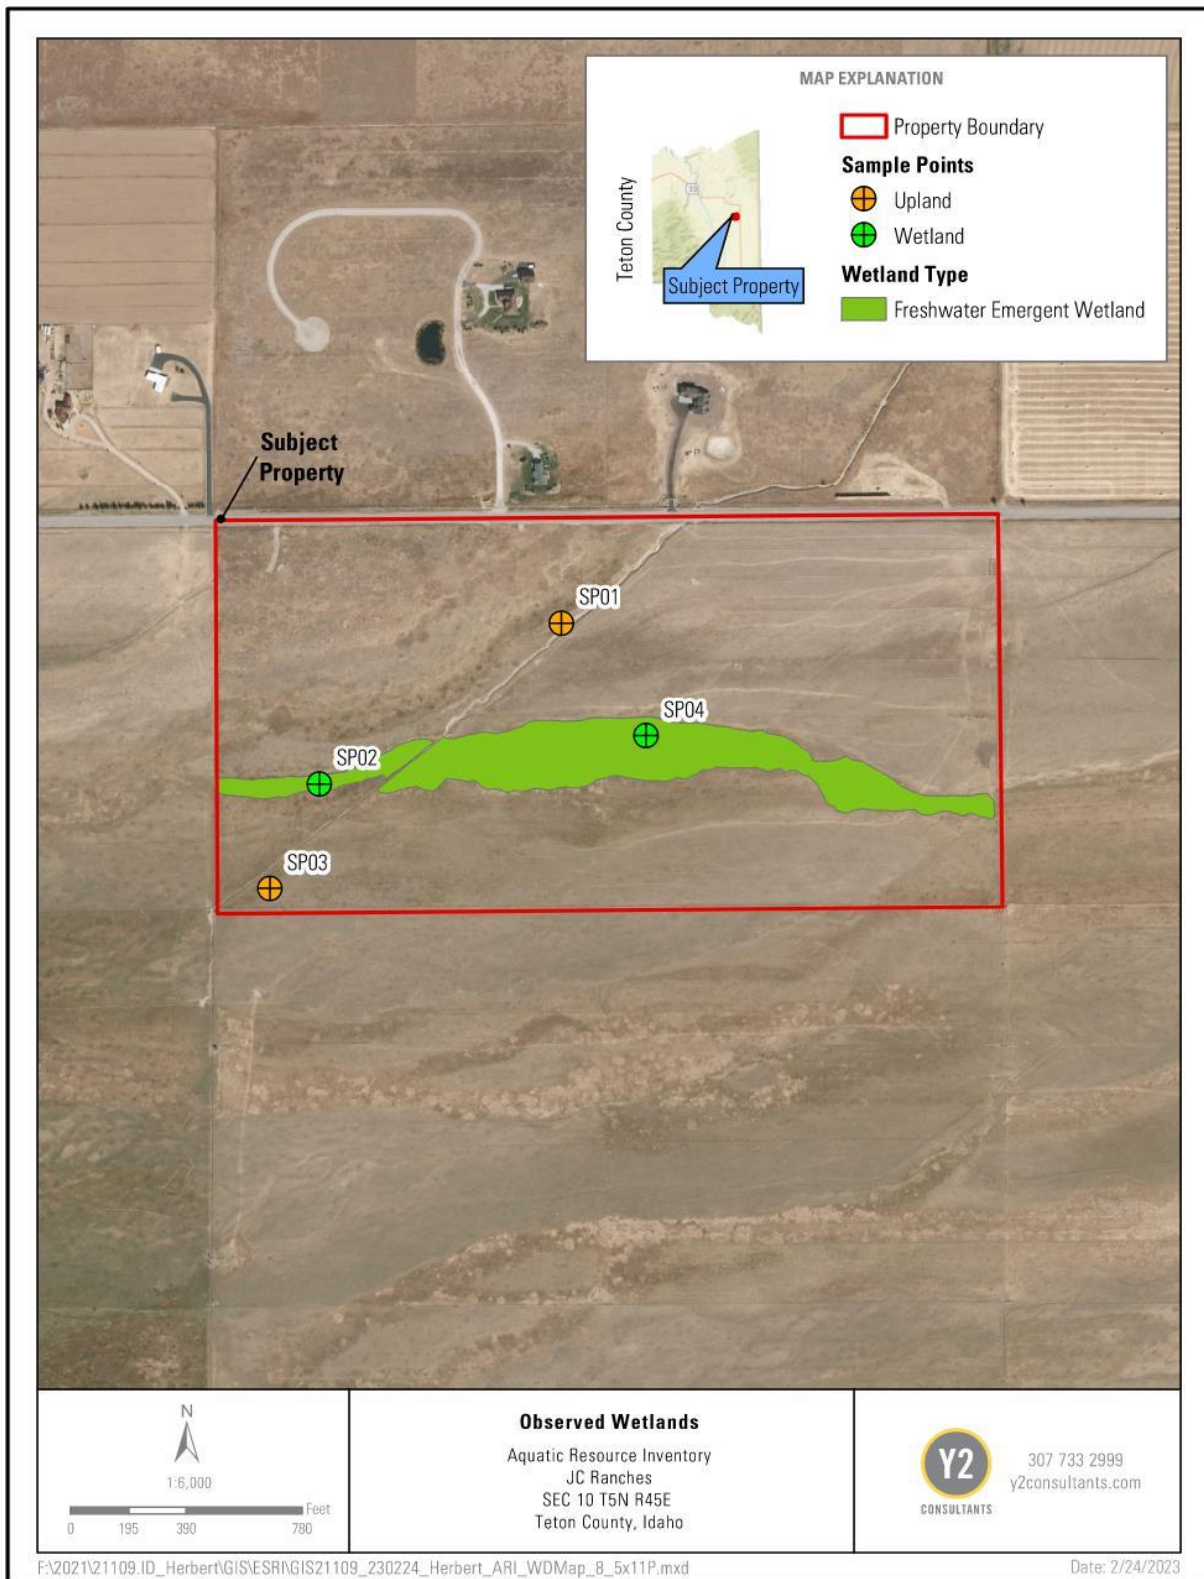 MAP EXPLANATION
Property Boundary
Sample Points
Upland
Wetland
Wetland Type
Freshwater Emergent Wetland
Teton County
33
Subject Property
Subject
Property
SP01
SP04
SP02
SP03
N
1:6,000
Feet
0 195 390 780
Observed Wetlands
Aquatic Resource Inventory
JC Ranches
SEC 10 T5N R45E
Teton County, Idaho
Y2
CONSULTANTS
307 733 2999
y2consultants.com
F:\2021\21109.ID_Herbert\GIS\ESRI\GIS21109_230224_Herbert_ARI_WDMap_8_5x11P.mxd
Date: 2/24/2023